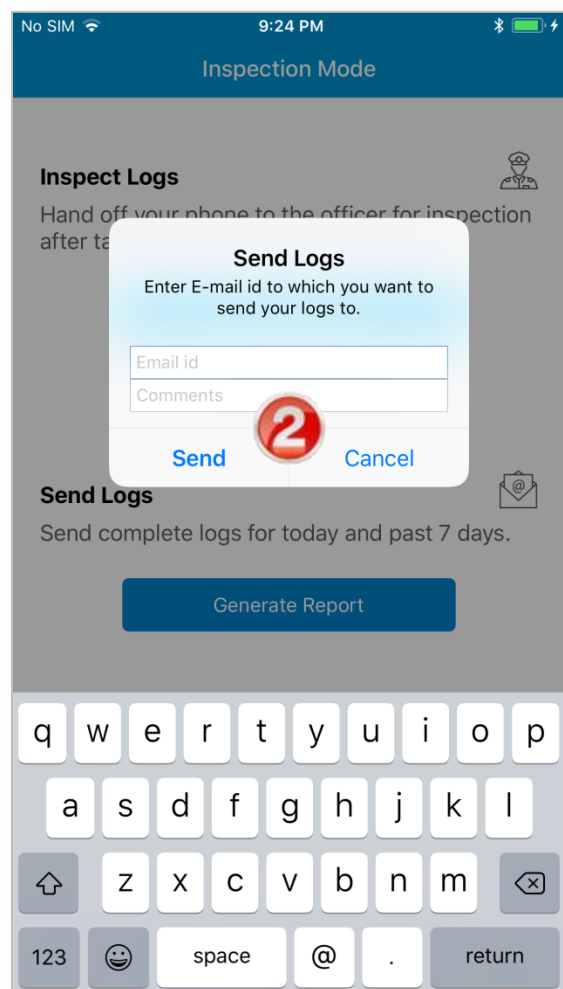 No SIM 9:24 PM
Inspection Mode
Inspect Logs
Hand off your phone to the officer for inspection
after ta
Send Logs
Enter E-mail id to which you want to
send your logs to.
Email id
Comments
2
Send Cancel
Send Logs
@
Send complete logs for today and past 7 days.
Generate Report
q w e r t y u i o p
a s d f g h j k l
z x c v b n m
123 space @ . return